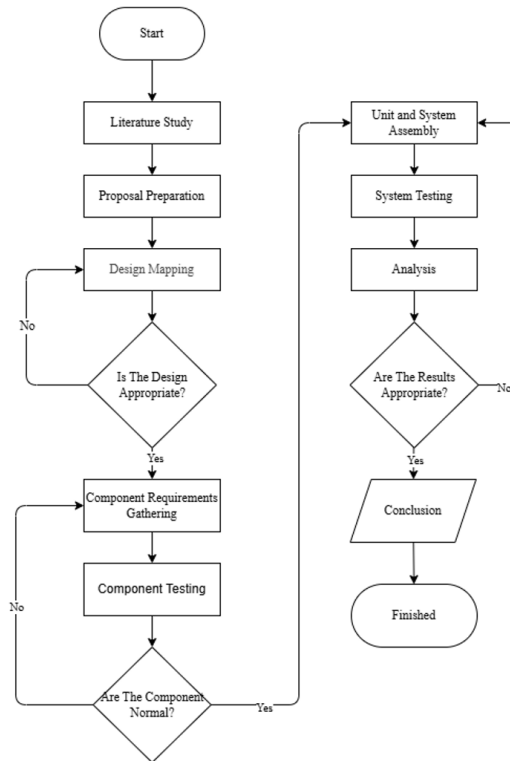 Start
Literature Study
Proposal Preparation
Design Mapping
No
Is The Design
Appropriate?
Yes
Component Requirements
Gathering
Component Testing
No
Are The Component
Normal?
Yes
Unit and System
Assembly
System Testing
Analysis
Are The Results
Appropriate?
No
Yes
Conclusion
Finished